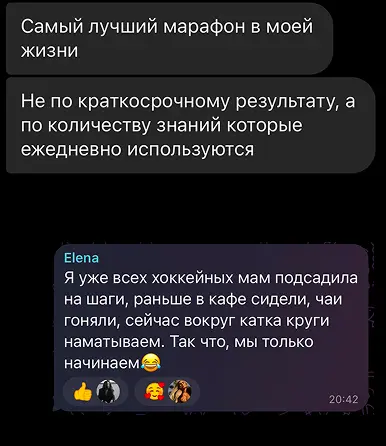 Самый лучший марафон в моей
жизни
Не по краткосрочному результату, а
по количеству знаний которые
ежедневно используются
Elena
Я уже всех хоккейных мам подсадила
на шаги, раньше в кафе сидели, чаи
гоняли, сейчас вокруг катка круги
наматываем. Так что, мы только
начинаем😂
👍 🥰 20:42